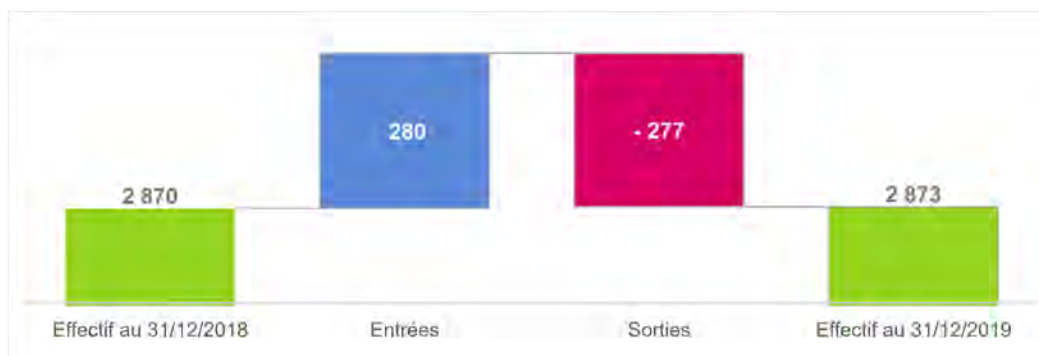 280
- 277
2 870
2 873
Effectif au 31/12/2018
Entrées
Sorties
Effectif au 31/12/2019